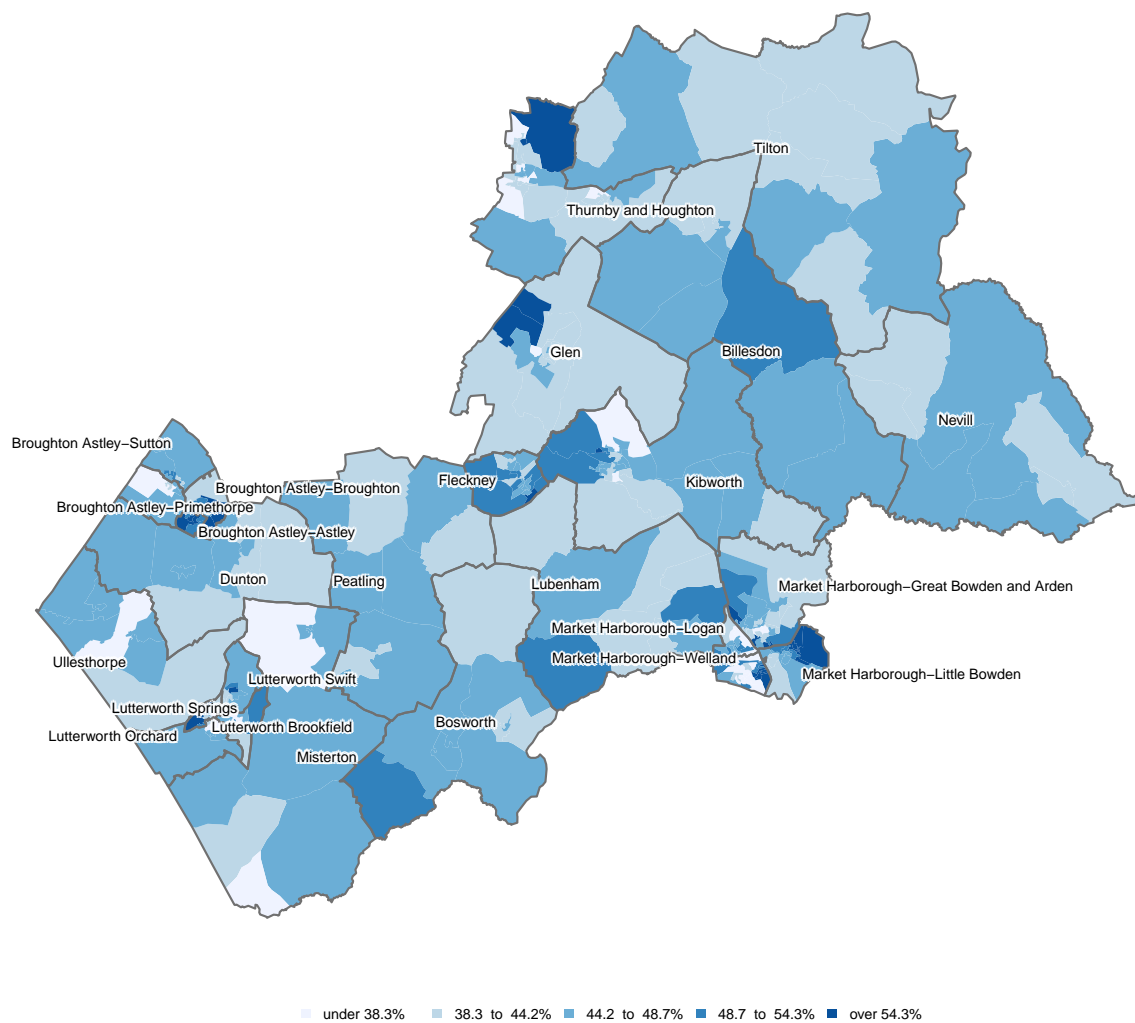 Tilton
Thurnby and Houghton
Billesdon
Glen
Nevill
Broughton Astley–Sutton
Fleckney
Kibworth
Broughton Astley–Broughton
Broughton Astley–Primethorpe
Broughton Astley–Astley
Dunton
Peatling
Lubenham
Market Harborough–Great Bowden and Arden
Market Harborough–Logan
Market Harborough–Welland
Ullesthorpe
Market Harborough–Little Bowden
Lutterworth Swift
Lutterworth Springs
Bosworth
Lutterworth Brookfield
Lutterworth Orchard
Misterton
under 38.3% 38.3 to 44.2% 44.2 to 48.7% 48.7 to 54.3% over 54.3%